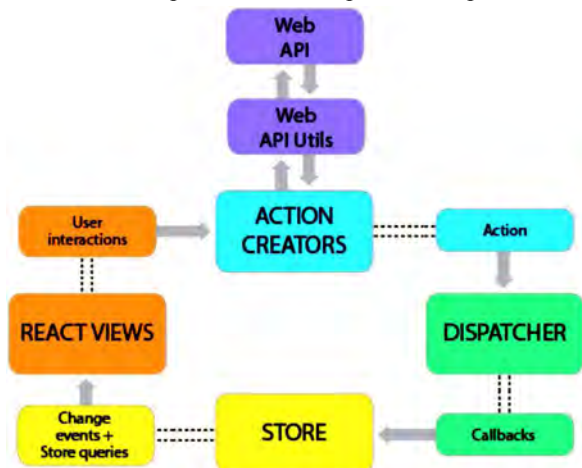 Web
API
Web
API Utils
User
interactions
ACTION
CREATORS
Action
REACT VIEWS
DISPATCHER
Change
events +
Store queries
STORE
Callbacks